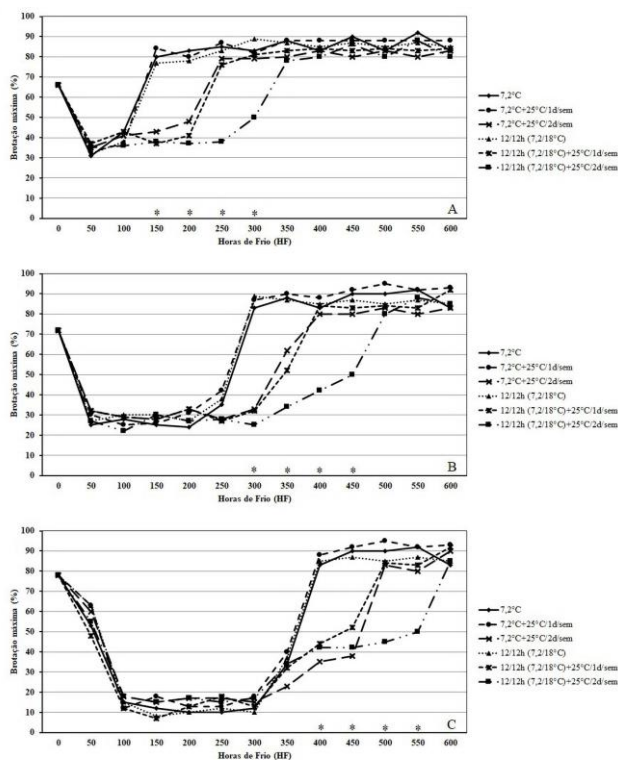 100
90
80
70
60
50
40
30
20
10
0
Brotação máxima (%)
0 50 100 150 200 250 300 350 400 450 500 550 600
* * * *
Horas de Frio (HF)
A
7,2°C
7,2°C+25°C/1d/sem
7,2°C+25°C/2d/sem
12/12h (7,2/18°C)
12/12h (7,2/18°C)+25°C/1d/sem
12/12h (7,2/18°C)+25°C/2d/sem
100
90
80
70
60
50
40
30
20
10
0
Brotação máxima (%)
0 50 100 150 200 250 300 350 400 450 500 550 600
* * * *
Horas de Frio (HF)
B
7,2°C
7,2°C+25°C/1d/sem
7,2°C+25°C/2d/sem
12/12h (7,2/18°C)
12/12h (7,2/18°C)+25°C/1d/sem
12/12h (7,2/18°C)+25°C/2d/sem
100
90
80
70
60
50
40
30
20
10
0
Brotação máxima (%)
0 50 100 150 200 250 300 350 400 450 500 550 600
* * * *
Horas de Frio (HF)
C
7,2°C
7,2°C+25°C/1d/sem
7,2°C+25°C/2d/sem
12/12h (7,2/18°C)
12/12h (7,2/18°C)+25°C/1d/sem
12/12h (7,2/18°C)+25°C/2d/sem